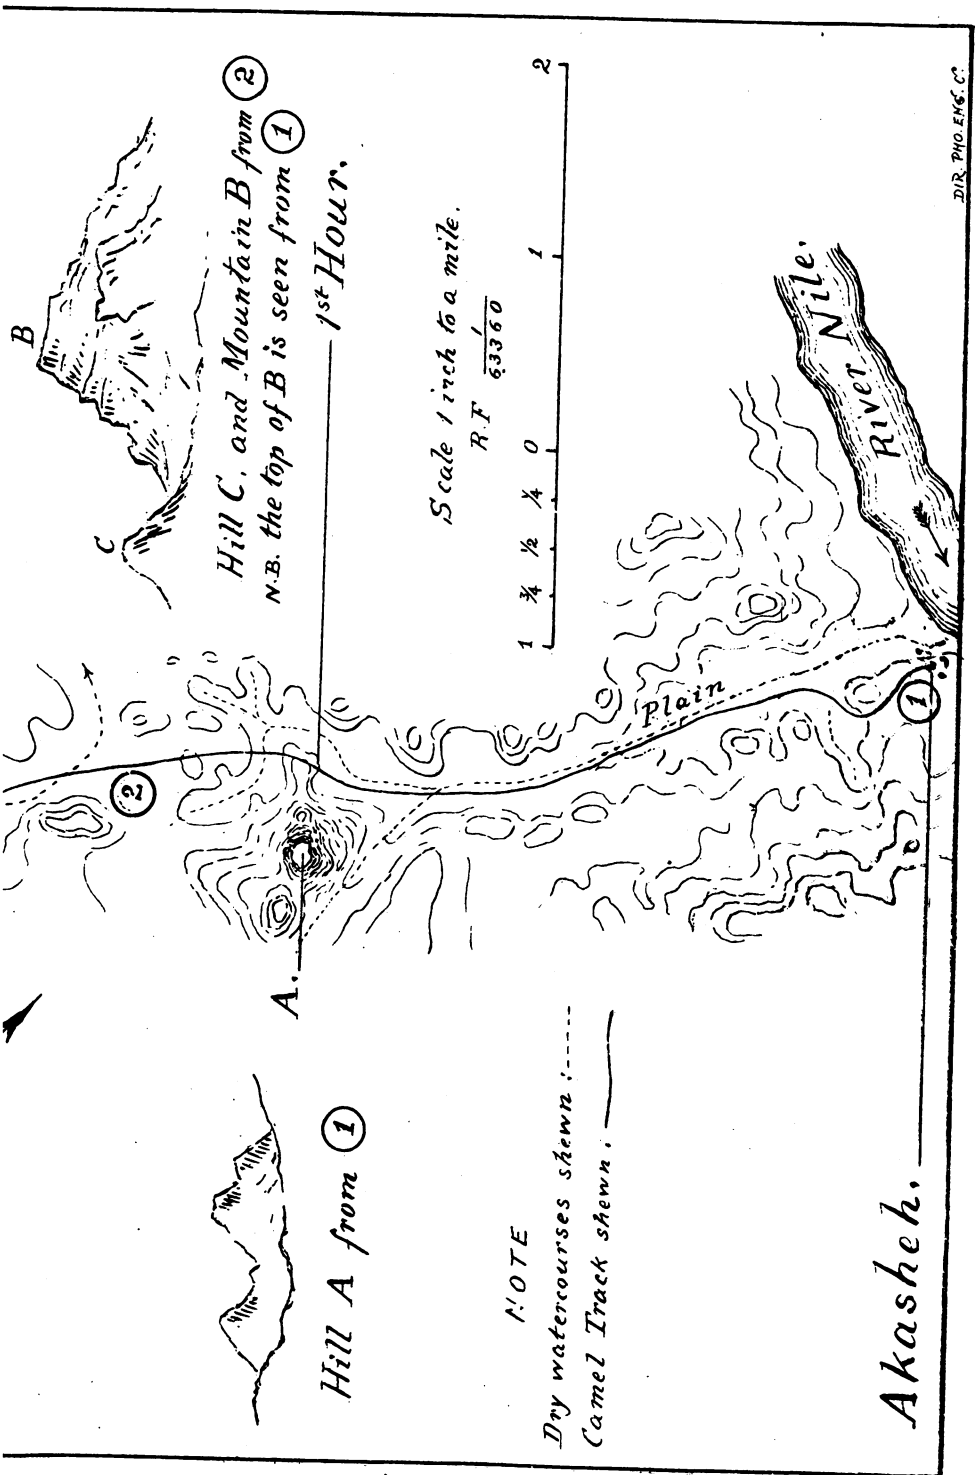 B
C
Hill C. and Mountain B from 2
N.B. the top of B is seen from 1
1st Hour.
Scale 1 inch to a mile.
R.F 1/63360
1 ¾ ½ ¼ 0 1 2
River Nile.
Plain
2
1
A.
Hill A from 1
NOTE
Dry watercourses shewn :-----
Camel Track shewn. ——
Akasheh.
DIR. PHO. ENG. C.